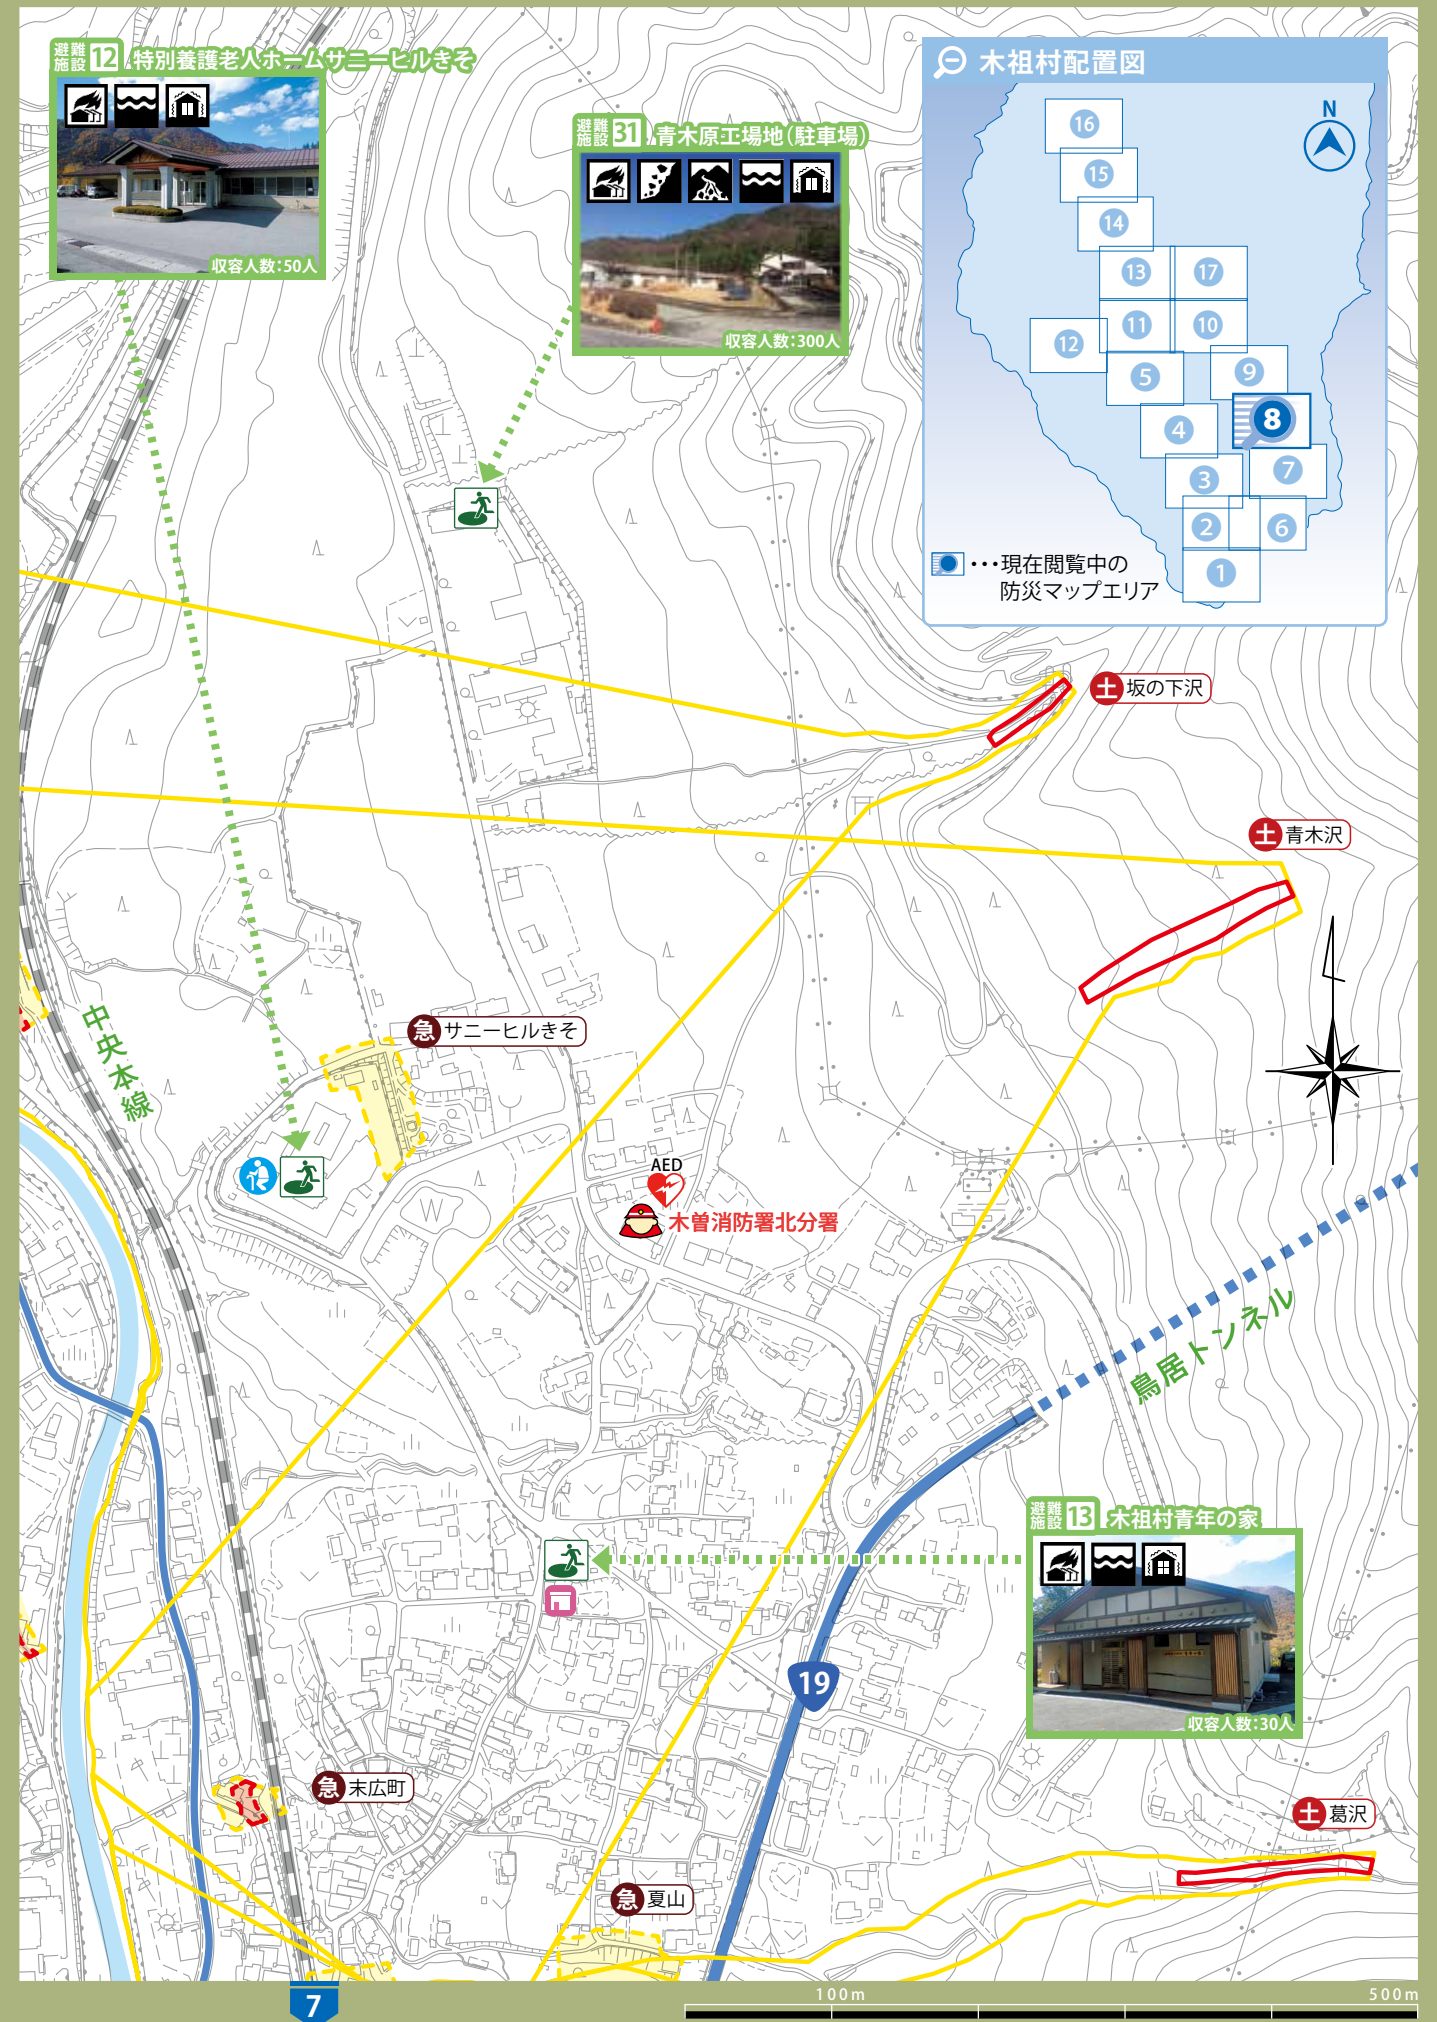 避難施設 12 特別養護老人ホームサニーヒルきそ
収容人数:50人
避難施設 31 青木原工場地(駐車場)
収容人数:300人
木祖村配置図
N
16
15
14
13
17
11
10
12
5
9
8
4
7
3
2
6
1
・・・現在閲覧中の
防災マップエリア
土 坂の下沢
土 青木沢
急 サニーヒルきそ
中央本線
AED
木曽消防署北分署
鳥居トンネル
避難施設 13 木祖村青年の家
収容人数:30人
19
急 末広町
土 葛沢
急 夏山
7
100m
500m